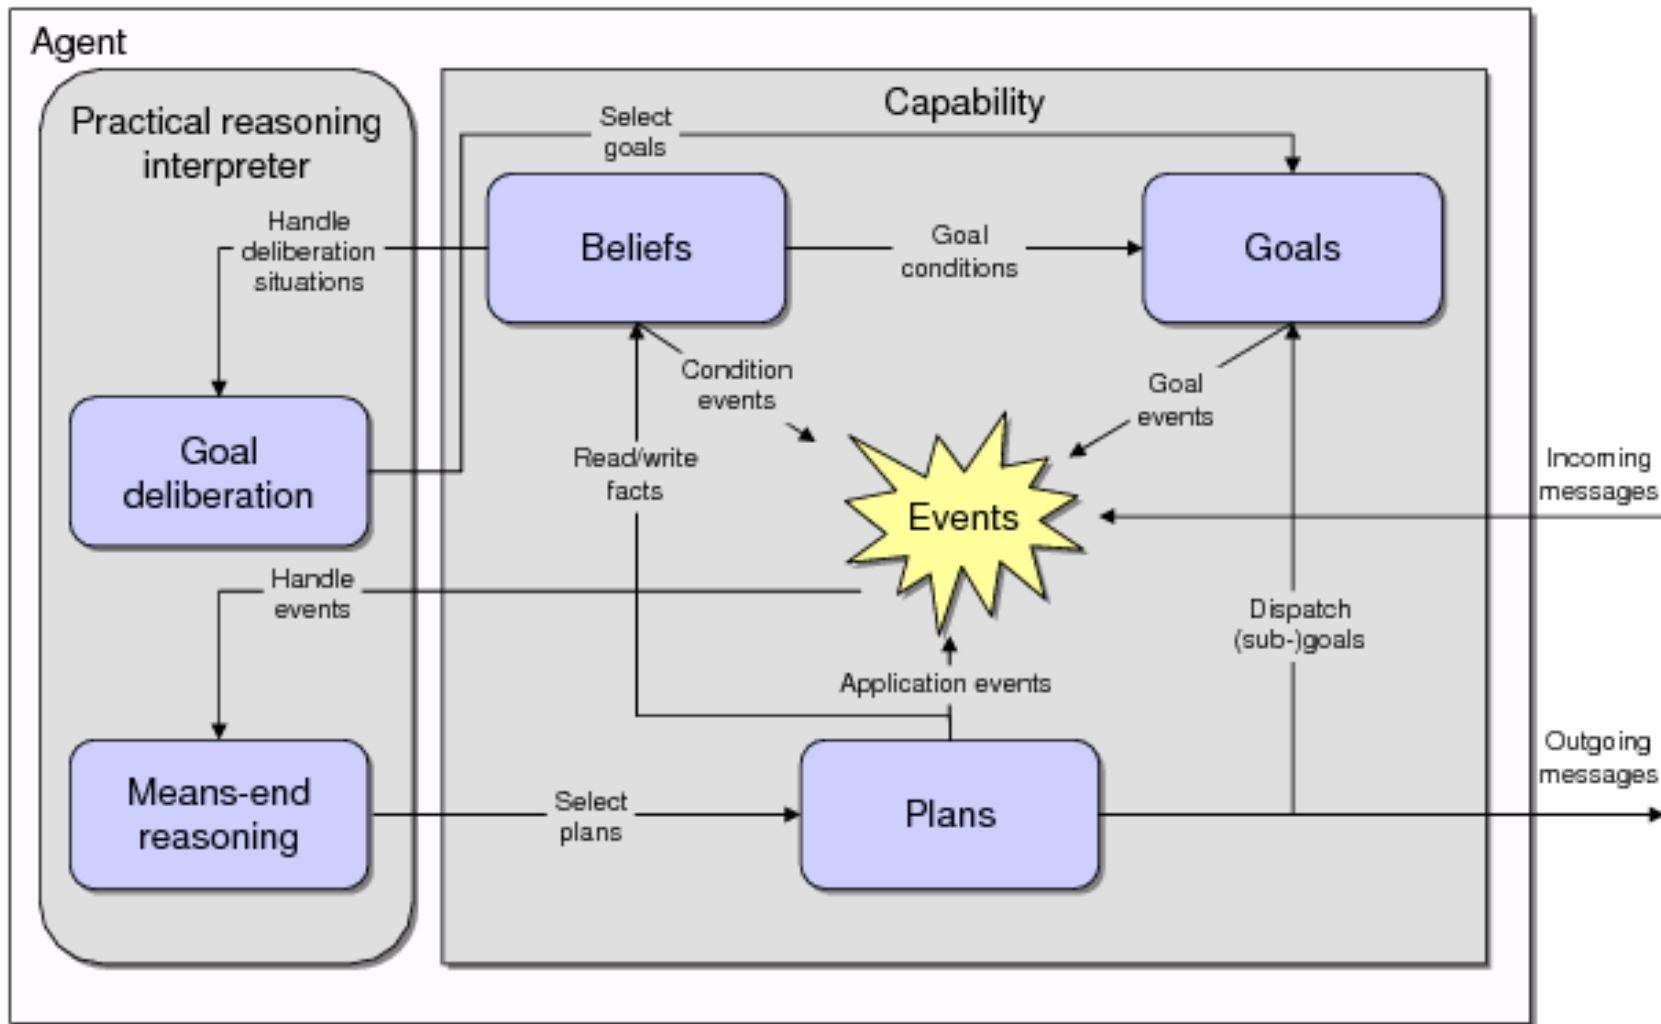 Agent
Practical reasoning
interpreter
Capability
Select
goals
Handle
deliberation
situations
Beliefs
Goal
conditions
Goals
Condition
events
Goal
events
Goal
deliberation
Read/write
facts
Events
Incoming
messages
Handle
events
Dispatch
(sub-)goals
Application events
Outgoing
messages
Means-end
reasoning
Select
plans
Plans